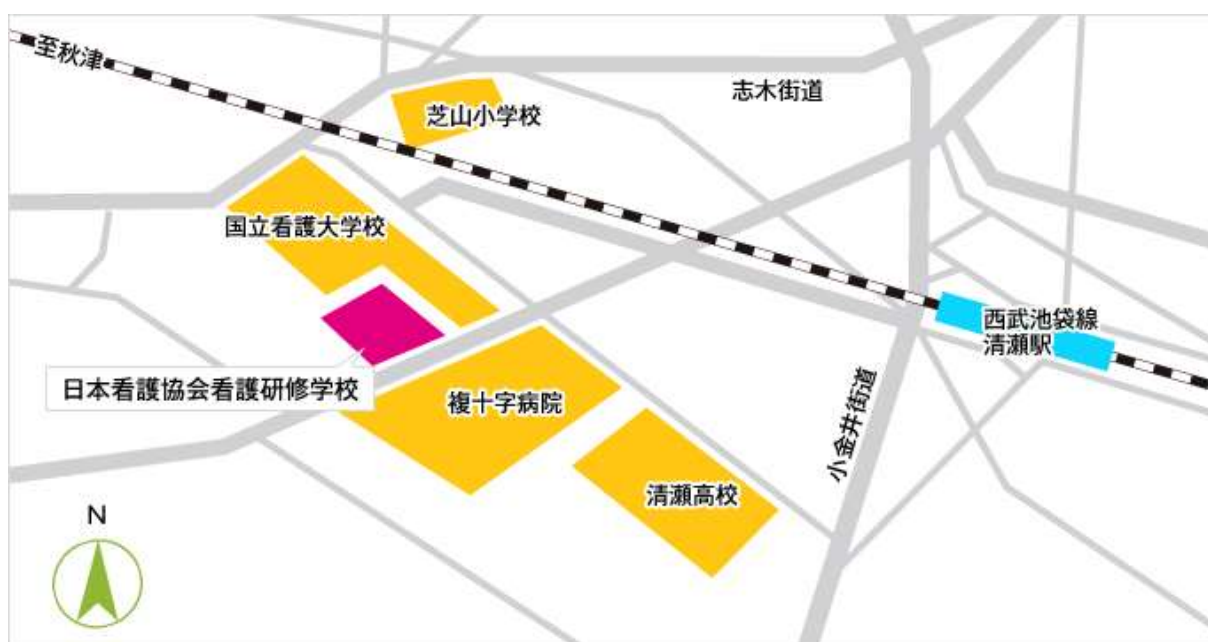 至秋津
志木街道
芝山小学校
国立看護大学校
西武池袋線
清瀬駅
日本看護協会看護研修学校
複十字病院
小金井街道
清瀬高校
N